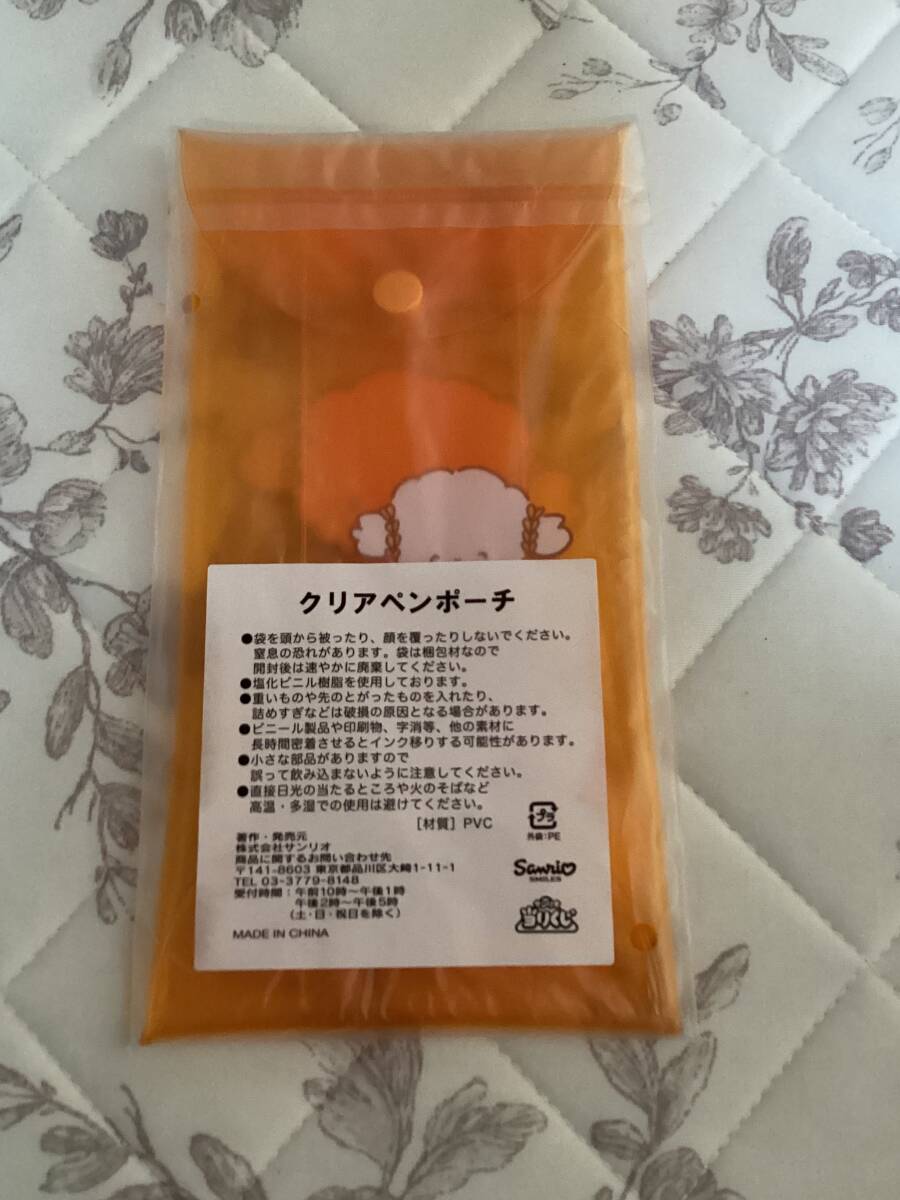 クリアペンポーチ
●袋を頭から被ったり、顔を覆ったりしないでください。
窒息の恐れがあります。袋は梱包材なので
開封後は速やかに廃棄してください。
●塩化ビニル樹脂を使用しております。
●重いものや先のとがったものを入れたり、
詰めすぎなどは破損の原因となる場合があります。
●ビニール製品や印刷物、字消等、他の素材に
長時間密着させるとインク移りする可能性があります。
●小さな部品がありますので
誤って飲み込まないように注意してください。
●直接日光の当たるところや火のそばなど
高温・多湿での使用は避けてください。
［材質］PVC
プラ
外装:PE
著作・発売元
株式会社サンリオ
商品に関するお問い合わせ先
〒141-8603 東京都品川区大崎1-11-1
TEL 03-3779-8148
受付時間：午前10時～午後1時
午後2時～午後5時
（土・日・祝日を除く）
MADE IN CHINA
Sanrio
SMILES
当りくじ